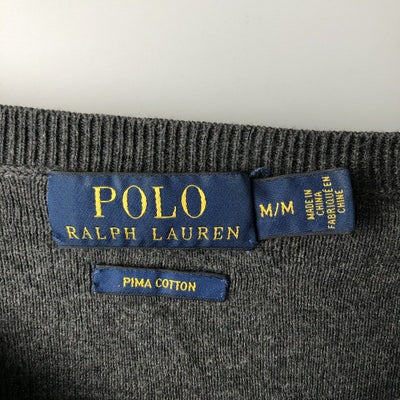 POLO
RALPH LAUREN
M/M
MADE IN
CHINA
FABRIQUÉ EN
CHINE
PIMA COTTON